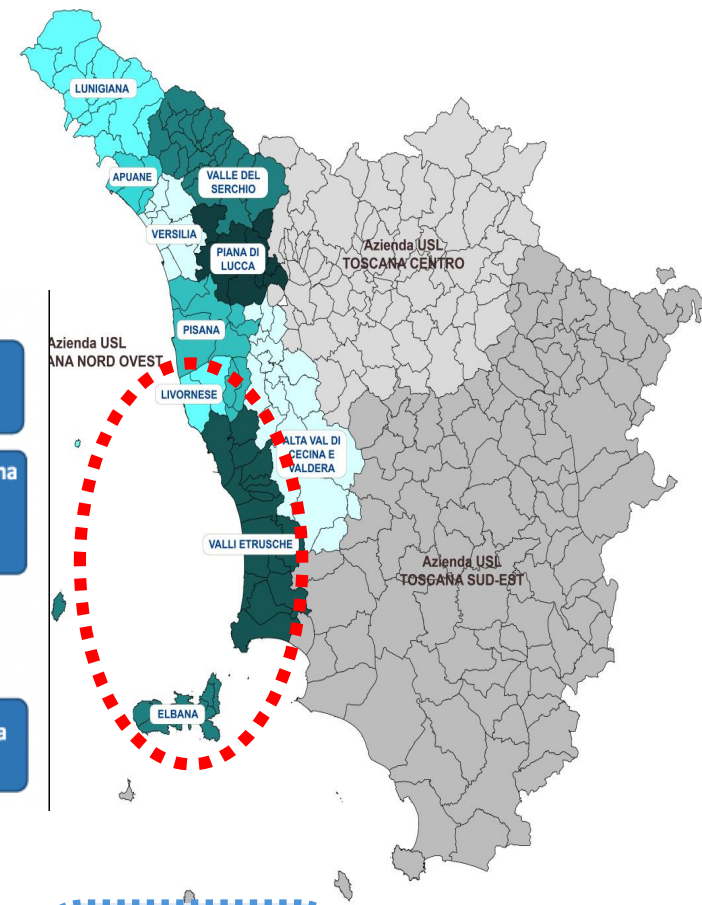 LUNIGIANA
APUANE
VALLE DEL
SERCHIO
VERSILIA
PIANA DI
LUCCA
Azienda USL
TOSCANA CENTRO
PISANA
Azienda USL
ANA NORD OVEST
LIVORNESE
ALTA VAL DI
CECINA E
VALDERA
na
VALLI ETRUSCHE
Azienda USL
TOSCANA SUD-EST
ELBANA
a